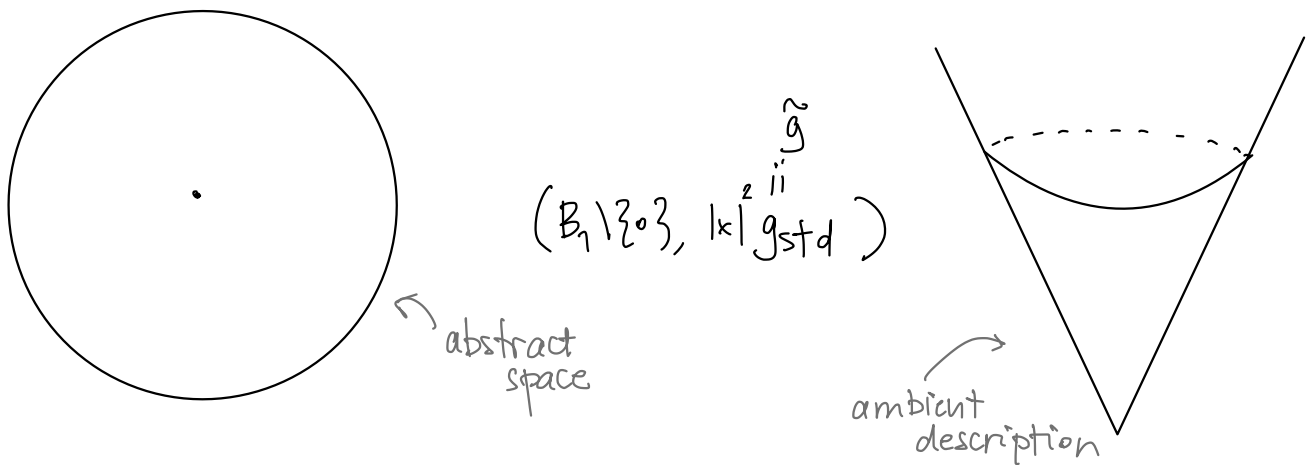 g̃
(B₁\{0}, |x|² g_std)
abstract
space
ambient
description